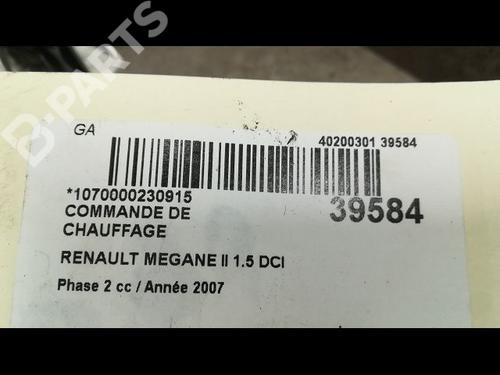 GA
40200301 39584
*1070000230915
39584
COMMANDE DE
CHAUFFAGE
RENAULT MEGANE II 1.5 DCI
Phase 2 cc / Année 2007
B-PARTS